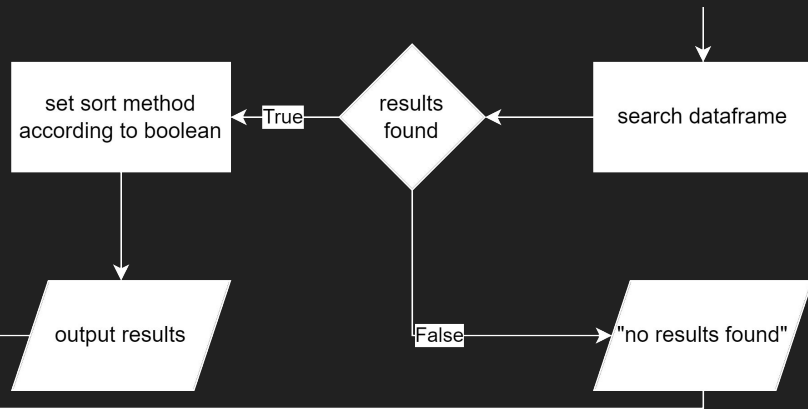 set sort method
according to boolean
True
results
found
search dataframe
output results
False
"no results found"